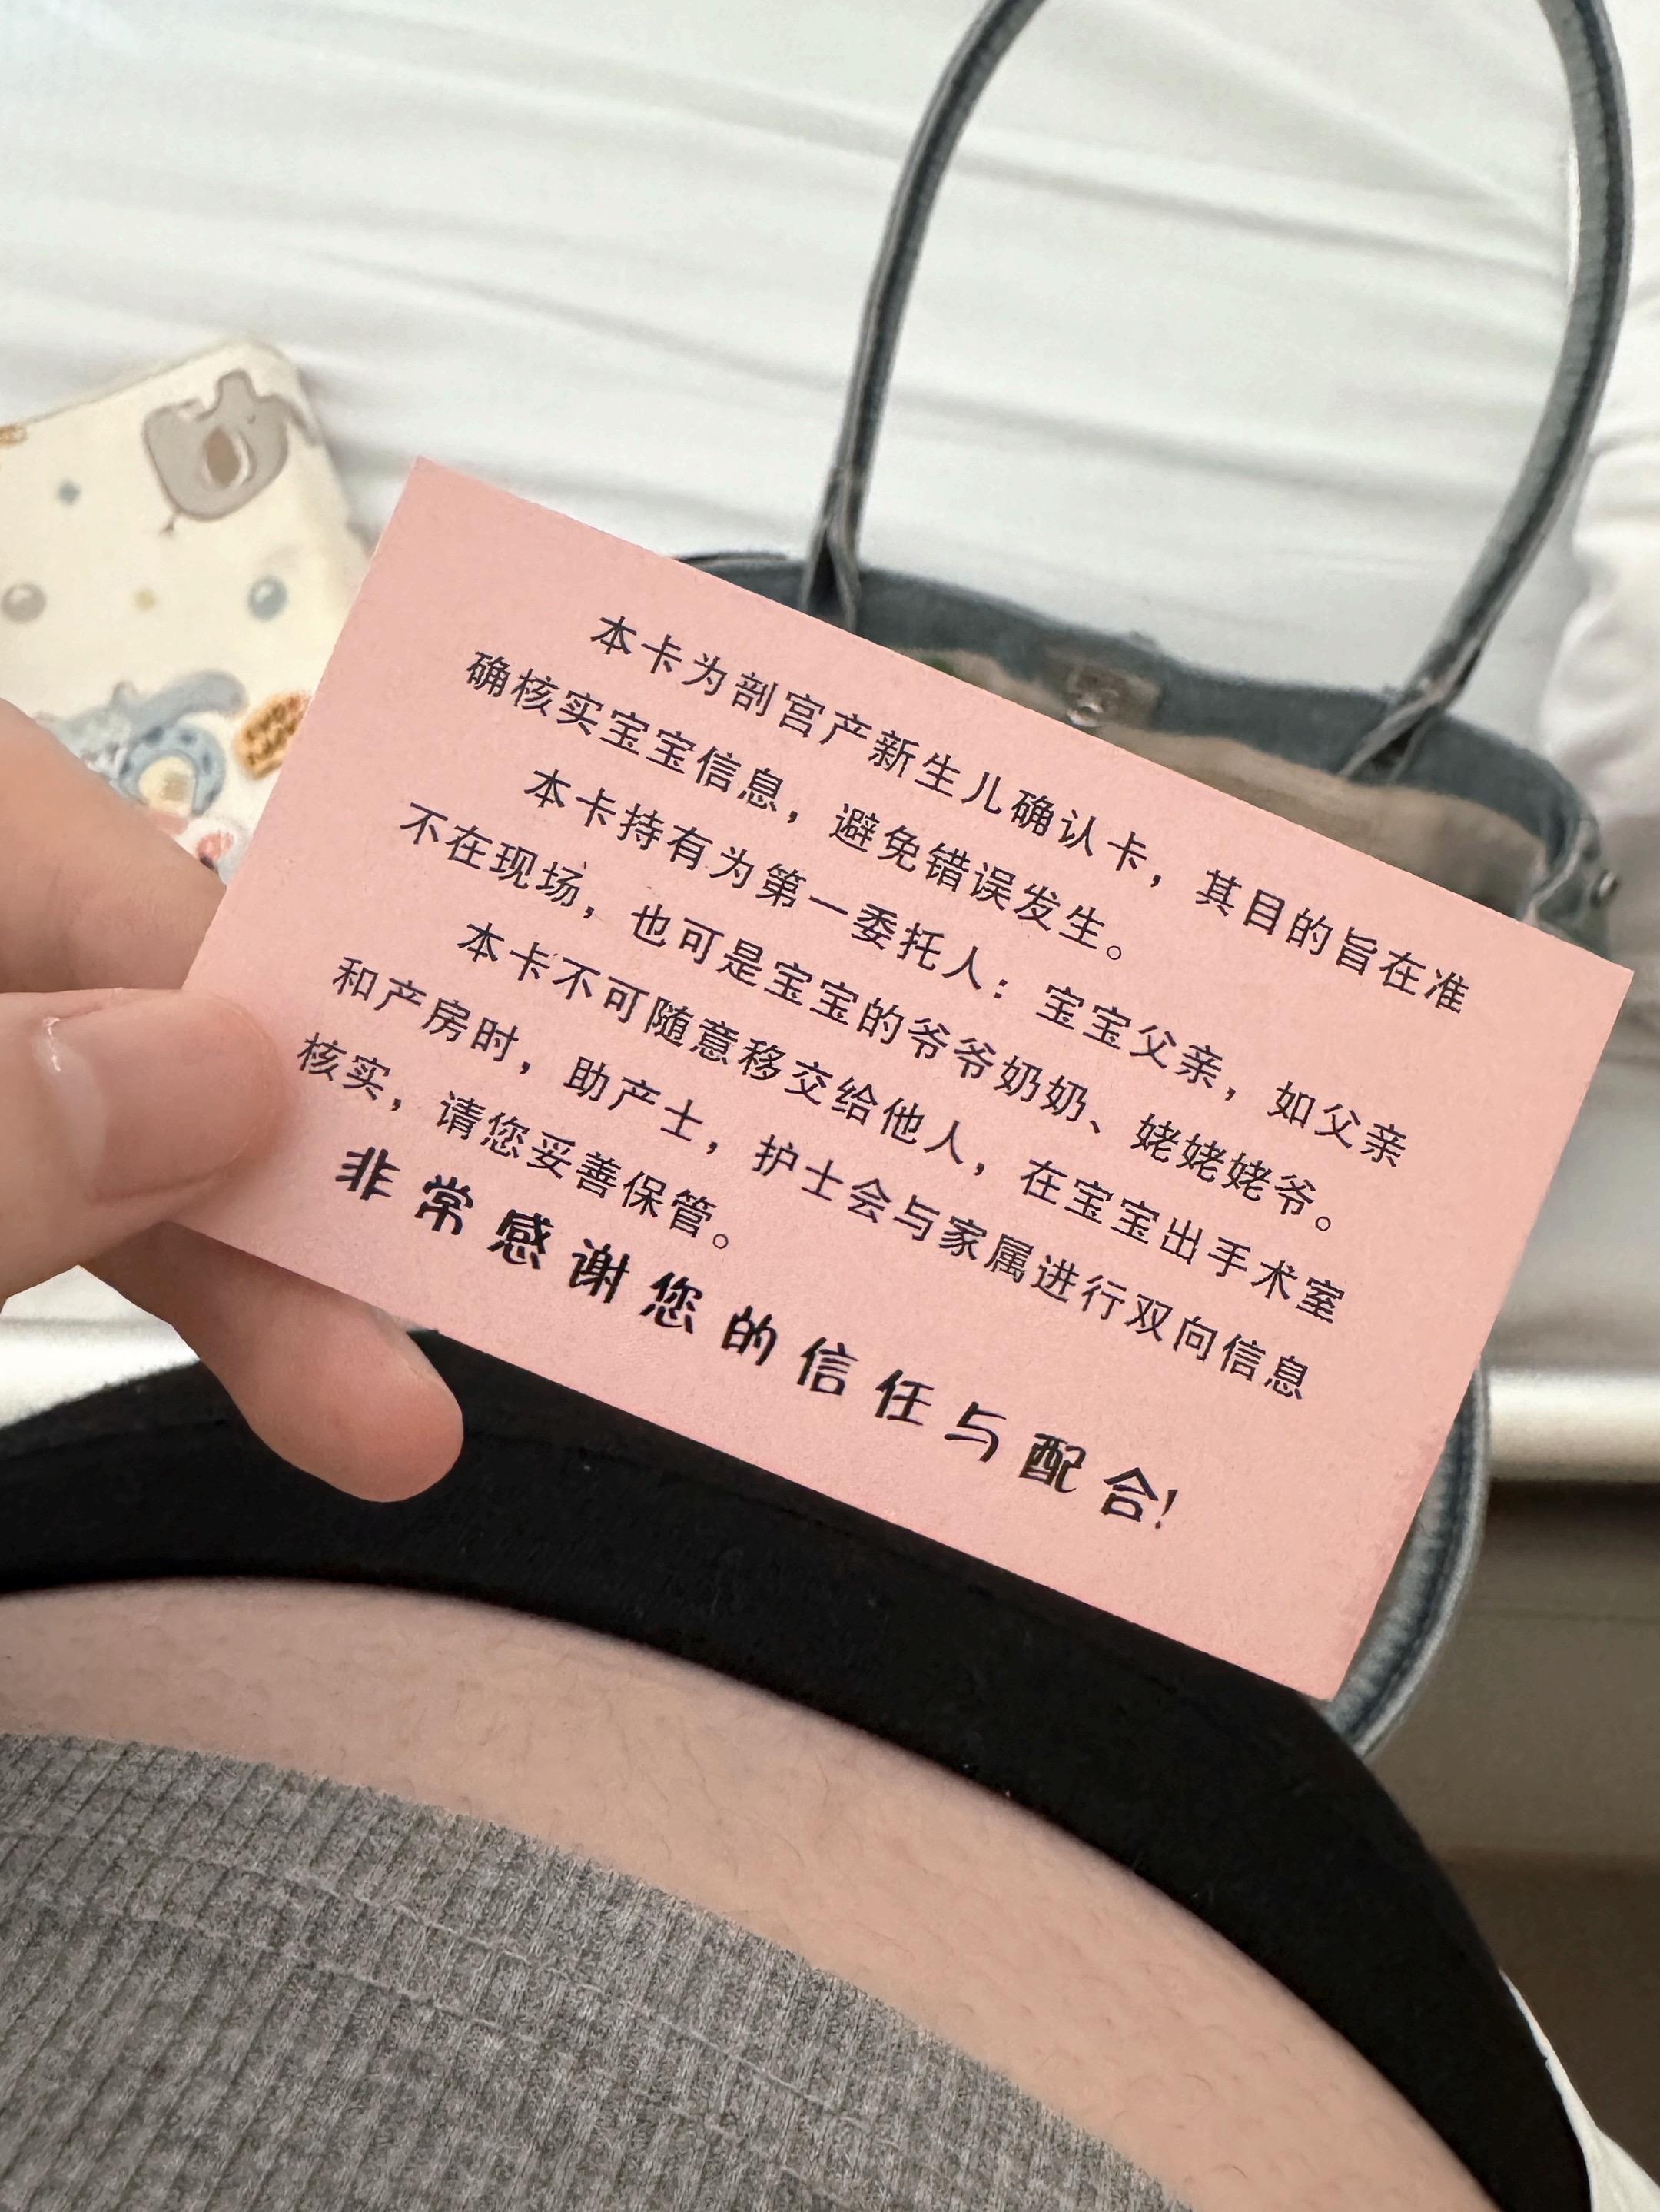 本卡为剖宫产新生儿确认卡，其目的旨在准
确核实宝宝信息，避免错误发生。
本卡持有为第一委托人：宝宝父亲，如父亲
不在现场，也可是宝宝的爷爷奶奶、姥姥姥爷。
本卡不可随意移交给他人，在宝宝出手术室
和产房时，助产士，护士会与家属进行双向信息
核实，请您妥善保管。
非常感谢您的信任与配合!